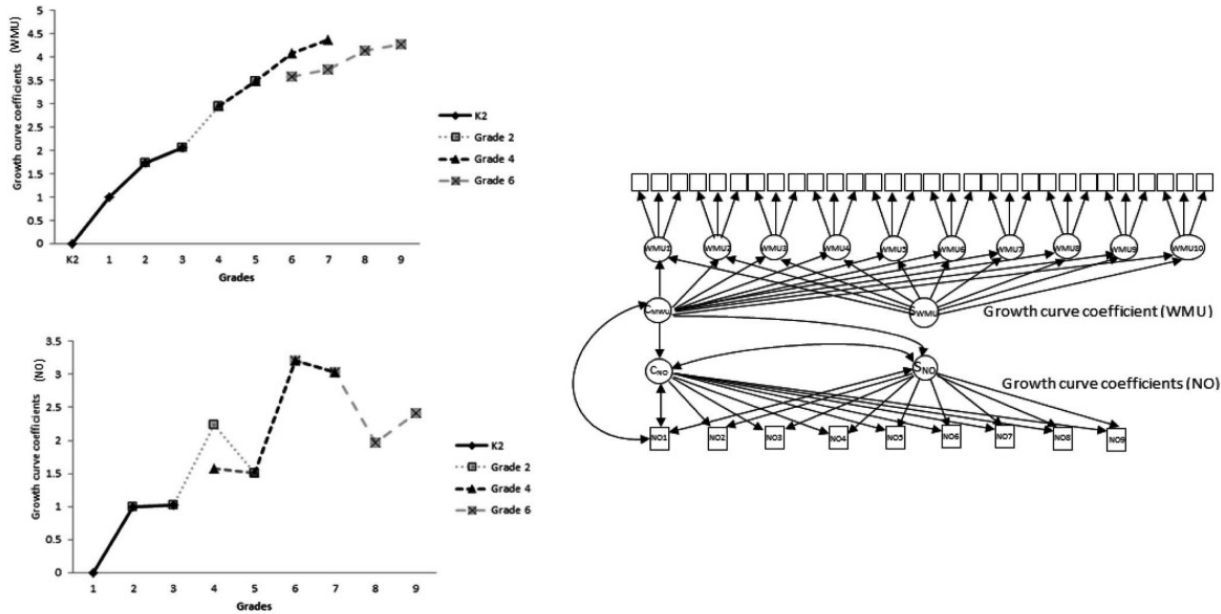 Growth curve coefficients (WMU)
5
4.5
4
3.5
3
2.5
2
1.5
1
0.5
0
K2 1 2 3 4 5 6 7 8 9
Grades
K2
Grade 2
Grade 4
Grade 6
Growth curve coefficients (NO)
3.5
3
2.5
2
1.5
1
0.5
0
1 2 3 4 5 6 7 8 9
Grades
K2
Grade 2
Grade 4
Grade 6
WMU1 WMU2 WMU3 WMU4 WMU5 WMU6 WMU7 WMU8 WMU9 WMU10
CMWU SWMU Growth curve coefficient (WMU)
CNO SNO Growth curve coefficients (NO)
NO1 NO2 NO3 NO4 NO5 NO6 NO7 NO8 NO9